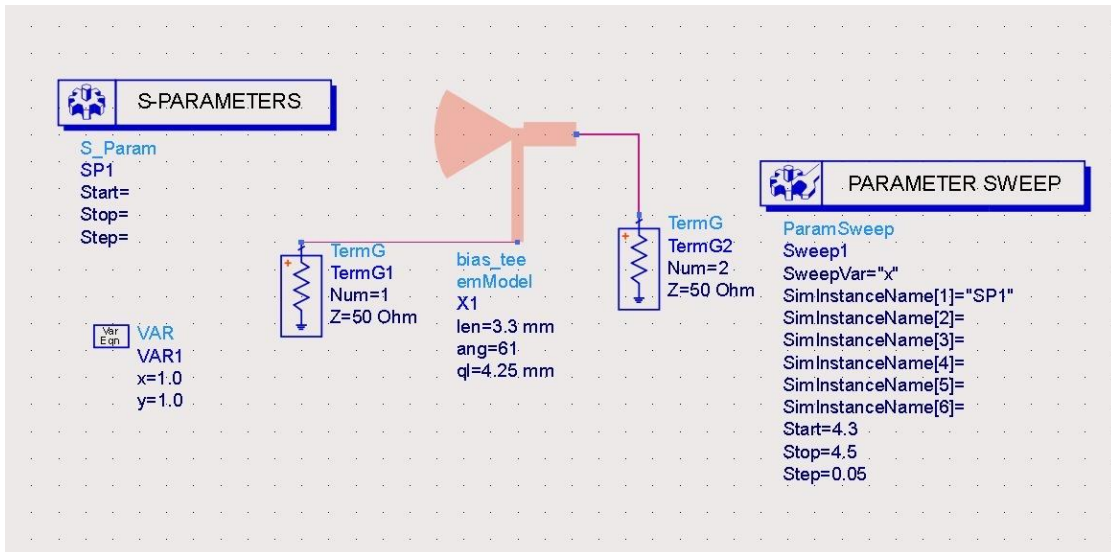 S-PARAMETERS
S_Param
SP1
Start=
Stop=
Step=
Var
Eqn
VAR
VAR1
x=1.0
y=1.0
TermG
TermG1
Num=1
Z=50 Ohm
bias_tee
emModel
X1
len=3.3 mm
ang=61
ql=4.25 mm
TermG
TermG2
Num=2
Z=50 Ohm
PARAMETER SWEEP
ParamSweep
Sweep1
SweepVar="x"
SimInstanceName[1]="SP1"
SimInstanceName[2]=
SimInstanceName[3]=
SimInstanceName[4]=
SimInstanceName[5]=
SimInstanceName[6]=
Start=4.3
Stop=4.5
Step=0.05